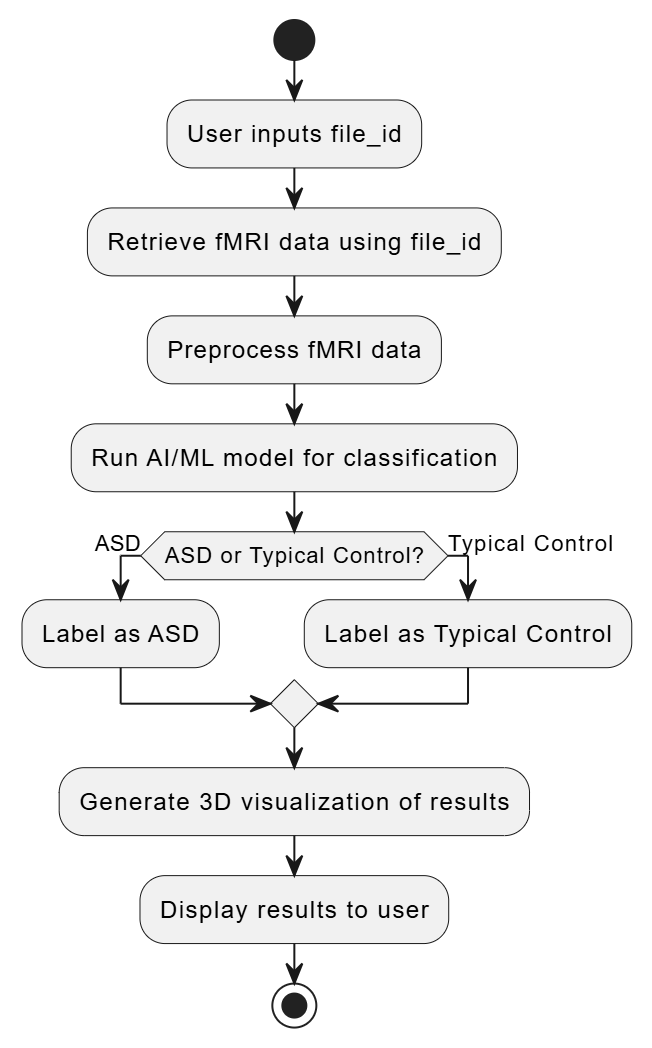 User inputs file_id
Retrieve fMRI data using file_id
Preprocess fMRI data
Run AI/ML model for classification
ASD
ASD or Typical Control?
Typical Control
Label as ASD
Label as Typical Control
Generate 3D visualization of results
Display results to user